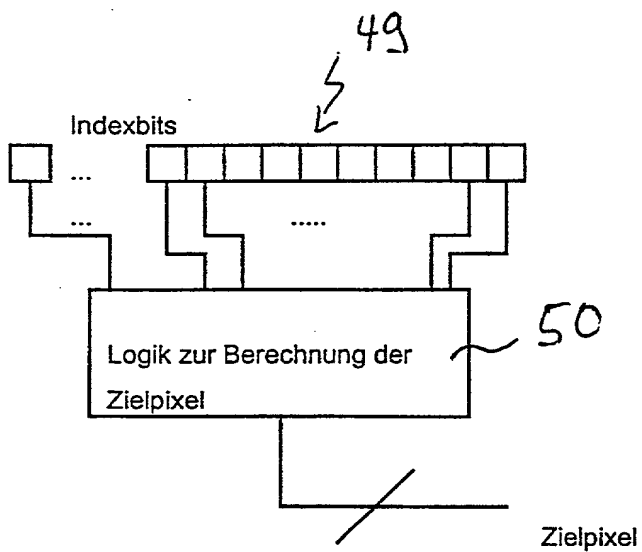 49
Indexbits
...
...
.....
50
Logik zur Berechnung der
Zielpixel
Zielpixel